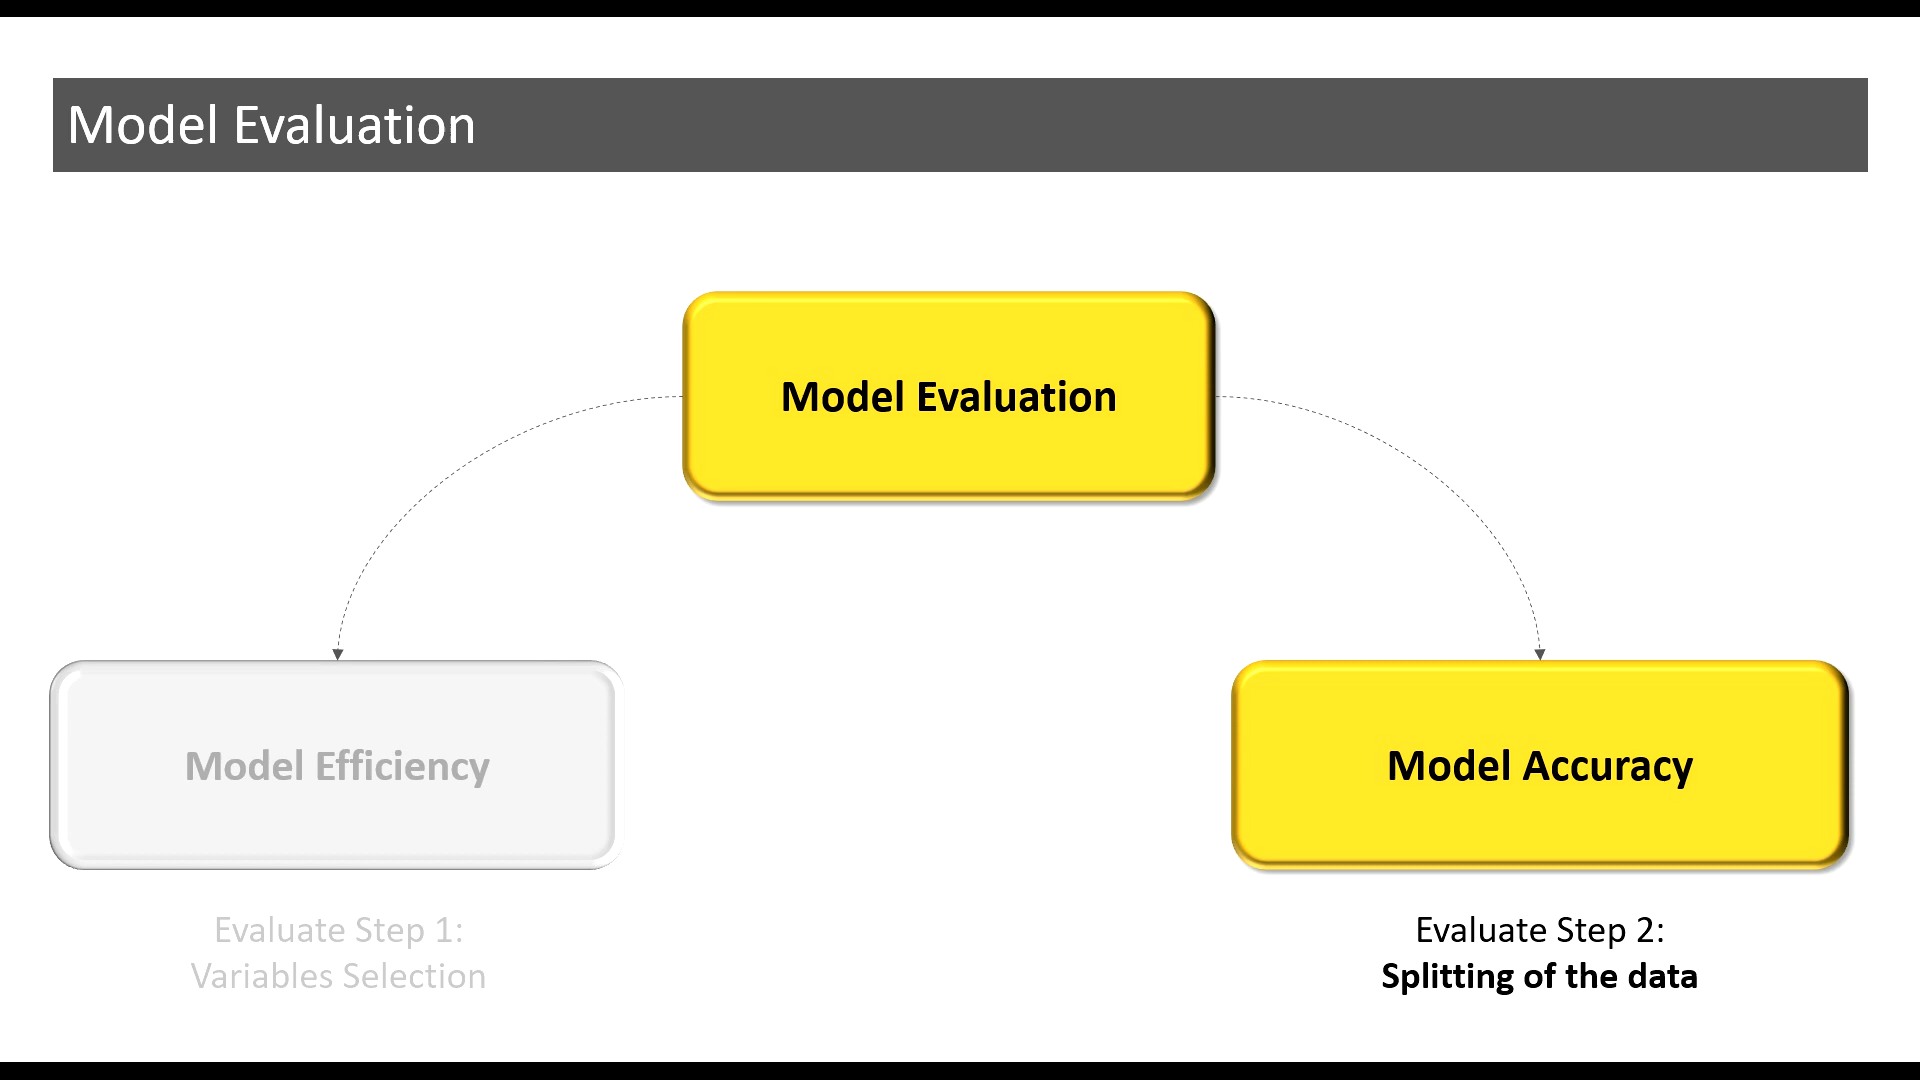 Model Evaluation
Model Evaluation
Model Efficiency
Model Accuracy
Evaluate Step 1:
Variables Selection
Evaluate Step 2:
Splitting of the data